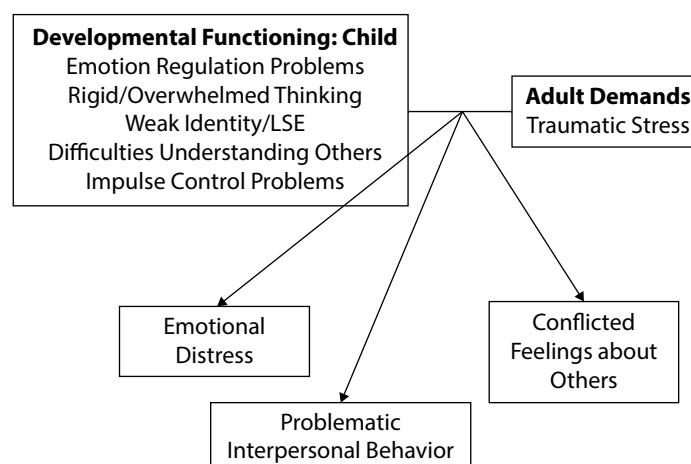 Developmental Functioning: Child
Emotion Regulation Problems
Rigid/Overwhelmed Thinking
Weak Identity/LSE
Difficulties Understanding Others
Impulse Control Problems
Adult Demands
Traumatic Stress
Emotional
Distress
Problematic
Interpersonal Behavior
Conflicted
Feelings about
Others